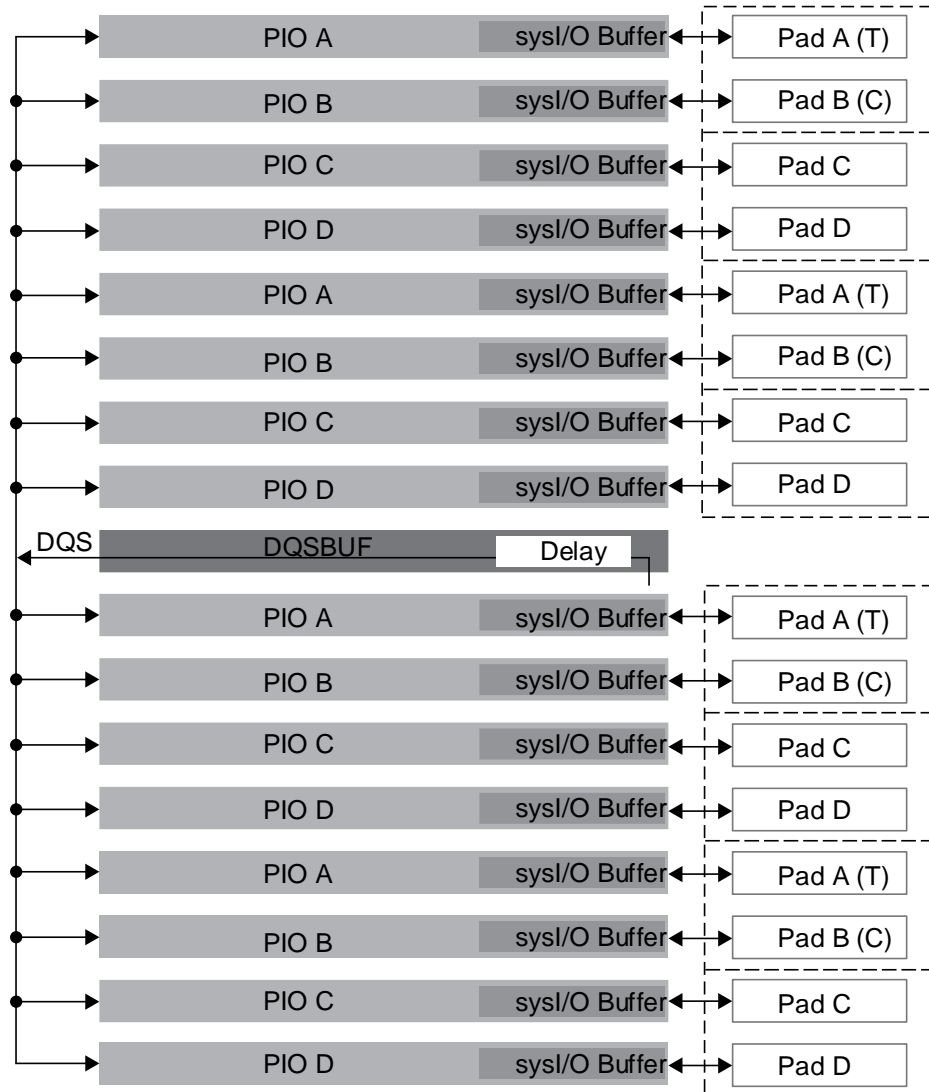 PIO A sysI/O Buffer Pad A (T)
PIO B sysI/O Buffer Pad B (C)
PIO C sysI/O Buffer Pad C
PIO D sysI/O Buffer Pad D
PIO A sysI/O Buffer Pad A (T)
PIO B sysI/O Buffer Pad B (C)
PIO C sysI/O Buffer Pad C
PIO D sysI/O Buffer Pad D
DQS DQSBUF Delay
PIO A sysI/O Buffer Pad A (T)
PIO B sysI/O Buffer Pad B (C)
PIO C sysI/O Buffer Pad C
PIO D sysI/O Buffer Pad D
PIO A sysI/O Buffer Pad A (T)
PIO B sysI/O Buffer Pad B (C)
PIO C sysI/O Buffer Pad C
PIO D sysI/O Buffer Pad D